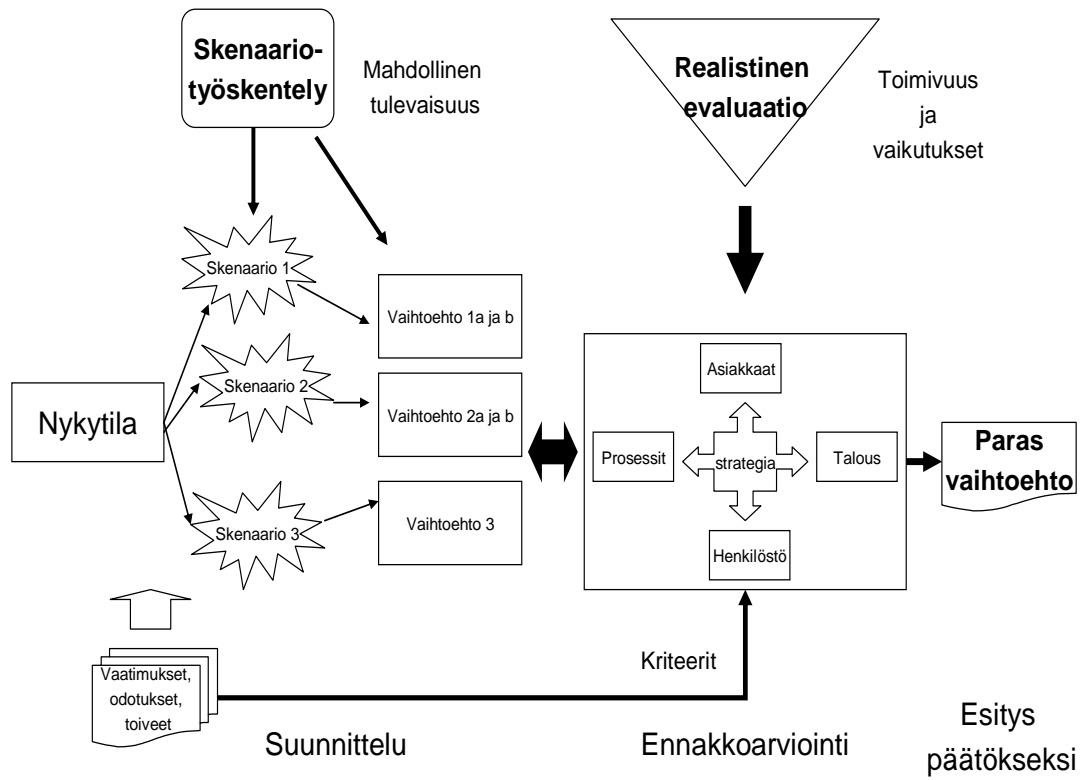 Skenaario-
työskentely
Mahdollinen
tulevaisuus
Realistinen
evaluaatio
Toimivuus
ja
vaikutukset
Skenaario 1
Vaihtoehto 1a ja b
Skenaario 2
Vaihtoehto 2a ja b
Nykytila
Skenaario 3
Vaihtoehto 3
Asiakkaat
Prosessit
strategia
Talous
Henkilöstö
Paras
vaihtoehto
Vaatimukset,
odotukset,
toiveet
Kriteerit
Suunnittelu
Ennakkoarviointi
Esitys
päätökseksi